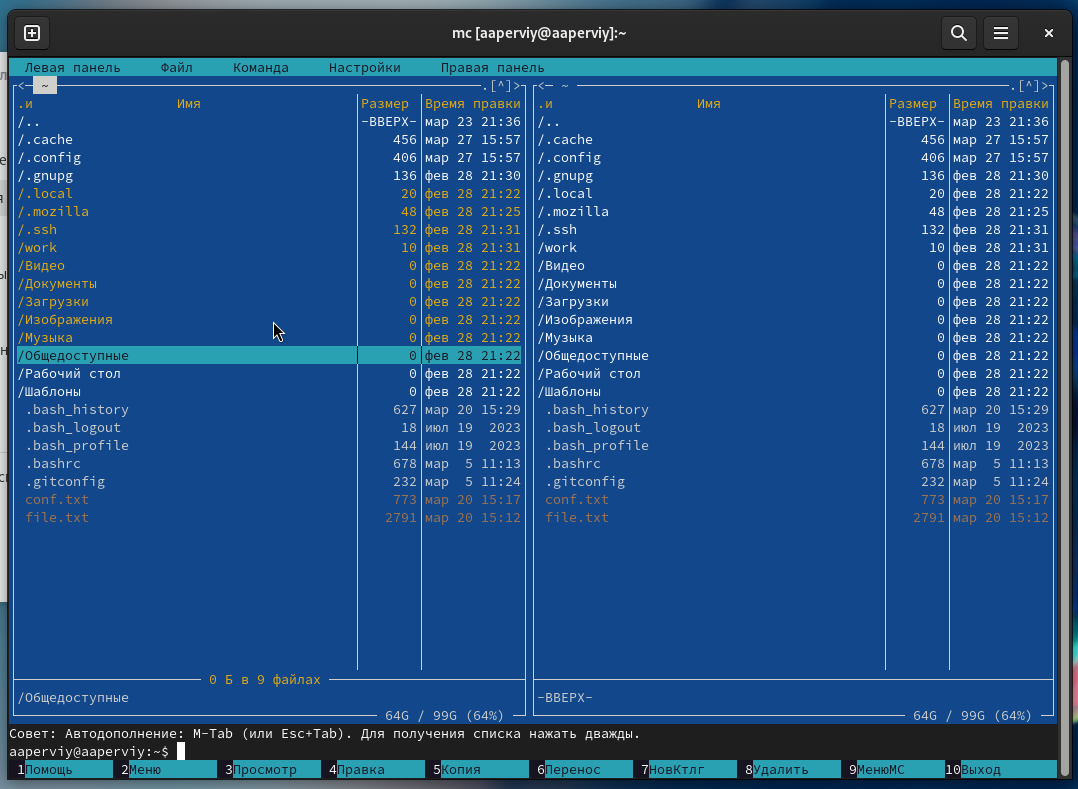 mc [aaperviy@aaperviy]:~
Левая панель Файл Команда Настройки Правая панель
<─ ~ .[^]> <─ ~ .[^]>
.и Имя Размер Время правки .и Имя Размер Время правки
/.. -ВВЕРХ- мар 23 21:36 /.. -ВВЕРХ- мар 23 21:36
/.cache 456 мар 27 15:57 /.cache 456 мар 27 15:57
/.config 406 мар 27 15:57 /.config 406 мар 27 15:57
/.gnupg 136 фев 28 21:30 /.gnupg 136 фев 28 21:30
/.local 20 фев 28 21:22 /.local 20 фев 28 21:22
/.mozilla 48 фев 28 21:25 /.mozilla 48 фев 28 21:25
/.ssh 132 фев 28 21:31 /.ssh 132 фев 28 21:31
/work 10 фев 28 21:31 /work 10 фев 28 21:31
/Видео 0 фев 28 21:22 /Видео 0 фев 28 21:22
/Документы 0 фев 28 21:22 /Документы 0 фев 28 21:22
/Загрузки 0 фев 28 21:22 /Загрузки 0 фев 28 21:22
/Изображения 0 фев 28 21:22 /Изображения 0 фев 28 21:22
/Музыка 0 фев 28 21:22 /Музыка 0 фев 28 21:22
/Общедоступные 0 фев 28 21:22 /Общедоступные 0 фев 28 21:22
/Рабочий стол 0 фев 28 21:22 /Рабочий стол 0 фев 28 21:22
/Шаблоны 0 фев 28 21:22 /Шаблоны 0 фев 28 21:22
.bash_history 627 мар 20 15:29 .bash_history 627 мар 20 15:29
.bash_logout 18 июл 19 2023 .bash_logout 18 июл 19 2023
.bash_profile 144 июл 19 2023 .bash_profile 144 июл 19 2023
.bashrc 678 мар 5 11:13 .bashrc 678 мар 5 11:13
.gitconfig 232 мар 5 11:24 .gitconfig 232 мар 5 11:24
conf.txt 773 мар 20 15:17 conf.txt 773 мар 20 15:17
file.txt 2791 мар 20 15:12 file.txt 2791 мар 20 15:12
0 Б в 9 файлах
/Общедоступные -ВВЕРХ-
64G / 99G (64%) 64G / 99G (64%)
Совет: Автодополнение: M-Tab (или Esc+Tab). Для получения списка нажать дважды.
aaperviy@aaperviy:~$
1Помощь 2Меню 3Просмотр 4Правка 5Копия 6Перенос 7НовКтлг 8Удалить 9МенюMC 10Выход